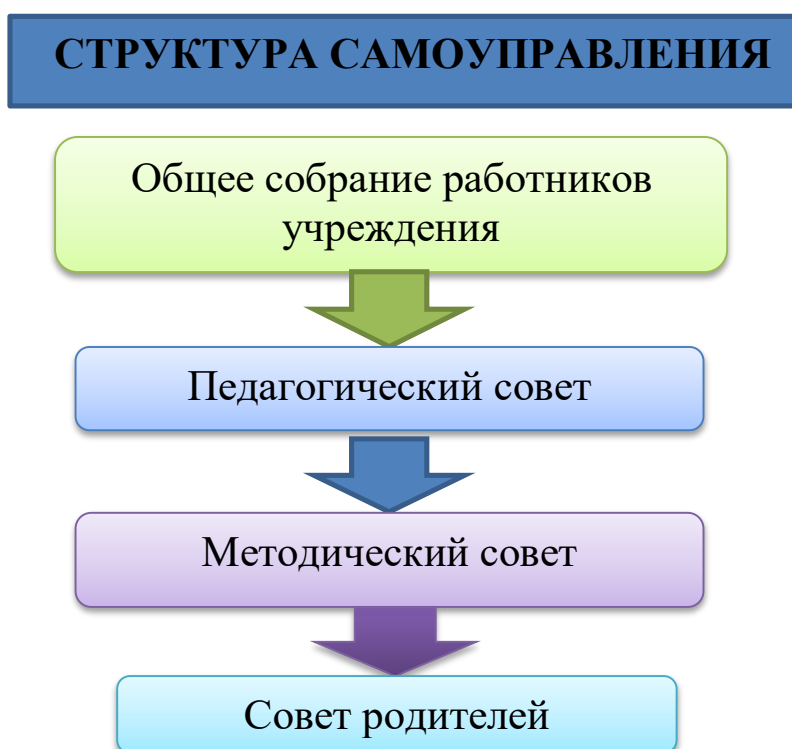 СТРУКТУРА САМОУПРАВЛЕНИЯ
Общее собрание работников
учреждения
Педагогический совет
Методический совет
Совет родителей